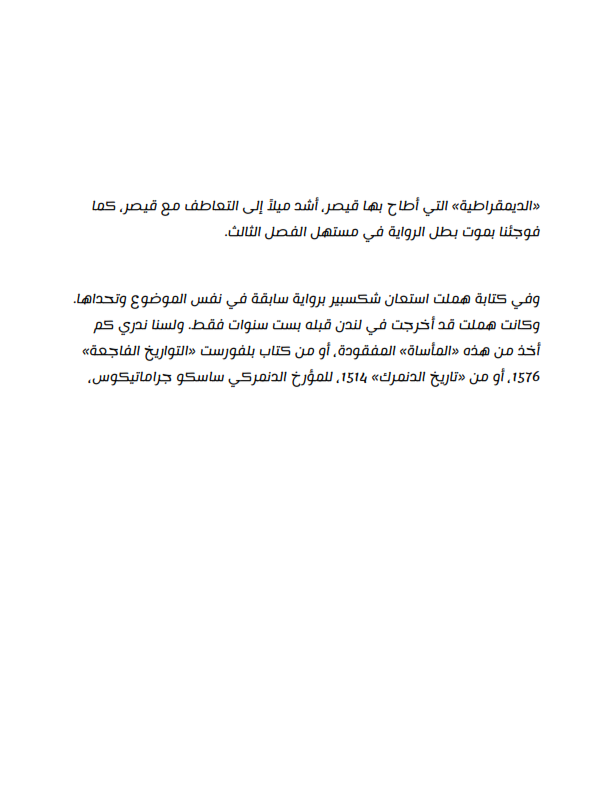 «الديمقراطية» التي أطاح بها قيصر، أشد ميلاً إلى التعاطف مع قيصر، كما
فوجئنا بموت بطل الرواية في مستهل الفصل الثالث.
وفي كتابة هملت استعان شكسبير برواية سابقة في نفس الموضوع وتحداها.
وكانت هملت قد أخرجت في لندن قبله بست سنوات فقط. ولسنا ندري كم
أخذ من هذه «المأساة» المفقودة، أو من كتاب بلفورست «التواريخ الفاجعة»
1576، أو من «تاريخ الدنمرك» 1514، للمؤرخ الدنمركي ساسكو جراماتيكوس،